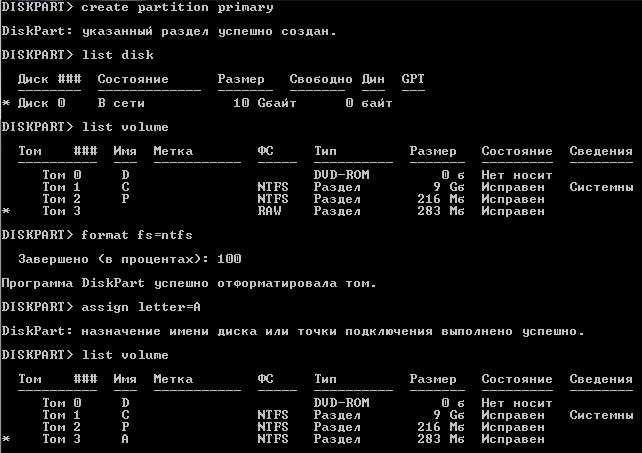 DISKPART> create partition primary
DiskPart: указанный раздел успешно создан.
DISKPART> list disk
Диск ### Состояние Размер Свободно Дин GPT
-------- ------------- ------- ------- --- ---
* Диск 0 В сети 10 Gбайт 0 байт
DISKPART> list volume
Том ### Имя Метка ФС Тип Размер Состояние Сведения
---------- --- ----------- ----- ---------- ------- --------- --------
Том 0 D DVD-ROM 0 б Нет носит
Том 1 C NTFS Раздел 9 Gб Исправен Системны
Том 2 P NTFS Раздел 216 Mб Исправен
* Том 3 RAW Раздел 283 Mб Исправен
DISKPART> format fs=ntfs
Завершено (в процентах): 100
Программа DiskPart успешно отформатировала том.
DISKPART> assign letter=A
DiskPart: назначение имени диска или точки подключения выполнено успешно.
DISKPART> list volume
Том ### Имя Метка ФС Тип Размер Состояние Сведения
---------- --- ----------- ----- ---------- ------- --------- --------
Том 0 D DVD-ROM 0 б Нет носит
Том 1 C NTFS Раздел 9 Gб Исправен Системны
Том 2 P NTFS Раздел 216 Mб Исправен
* Том 3 A NTFS Раздел 283 Mб Исправен